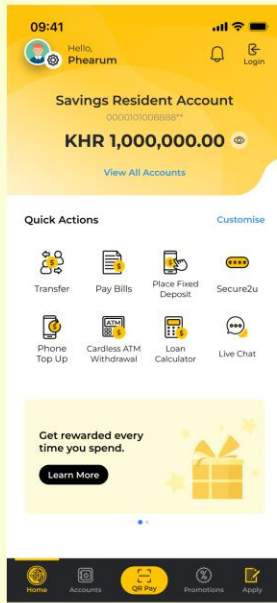 09:41
Hello,
Phearum
Login
Savings Resident Account
0000101008888**
KHR 1,000,000.00
View All Accounts
Quick Actions
Customise
Transfer
Pay Bills
Place Fixed
Deposit
Secure2u
Phone
Top Up
ATM
Cardless ATM
Withdrawal
Loan
Calculator
Live Chat
Get rewarded every
time you spend.
Learn More
Home
Accounts
QR Pay
Promotions
Apply